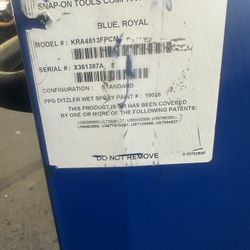 SNAP-ON TOOLS COMPANY
BLUE, ROYAL
MODEL #: KRA4813FPCM
SERIAL #: X361387A
CONFIGURATION : STANDARD
PPG DITZLER WET SPRAY PAINT # : 19026
THIS PRODUCT IS OR HAS BEEN COVERED
BY ONE OR MORE OF THE FOLLOWING PATENTS:
DO NOT REMOVE